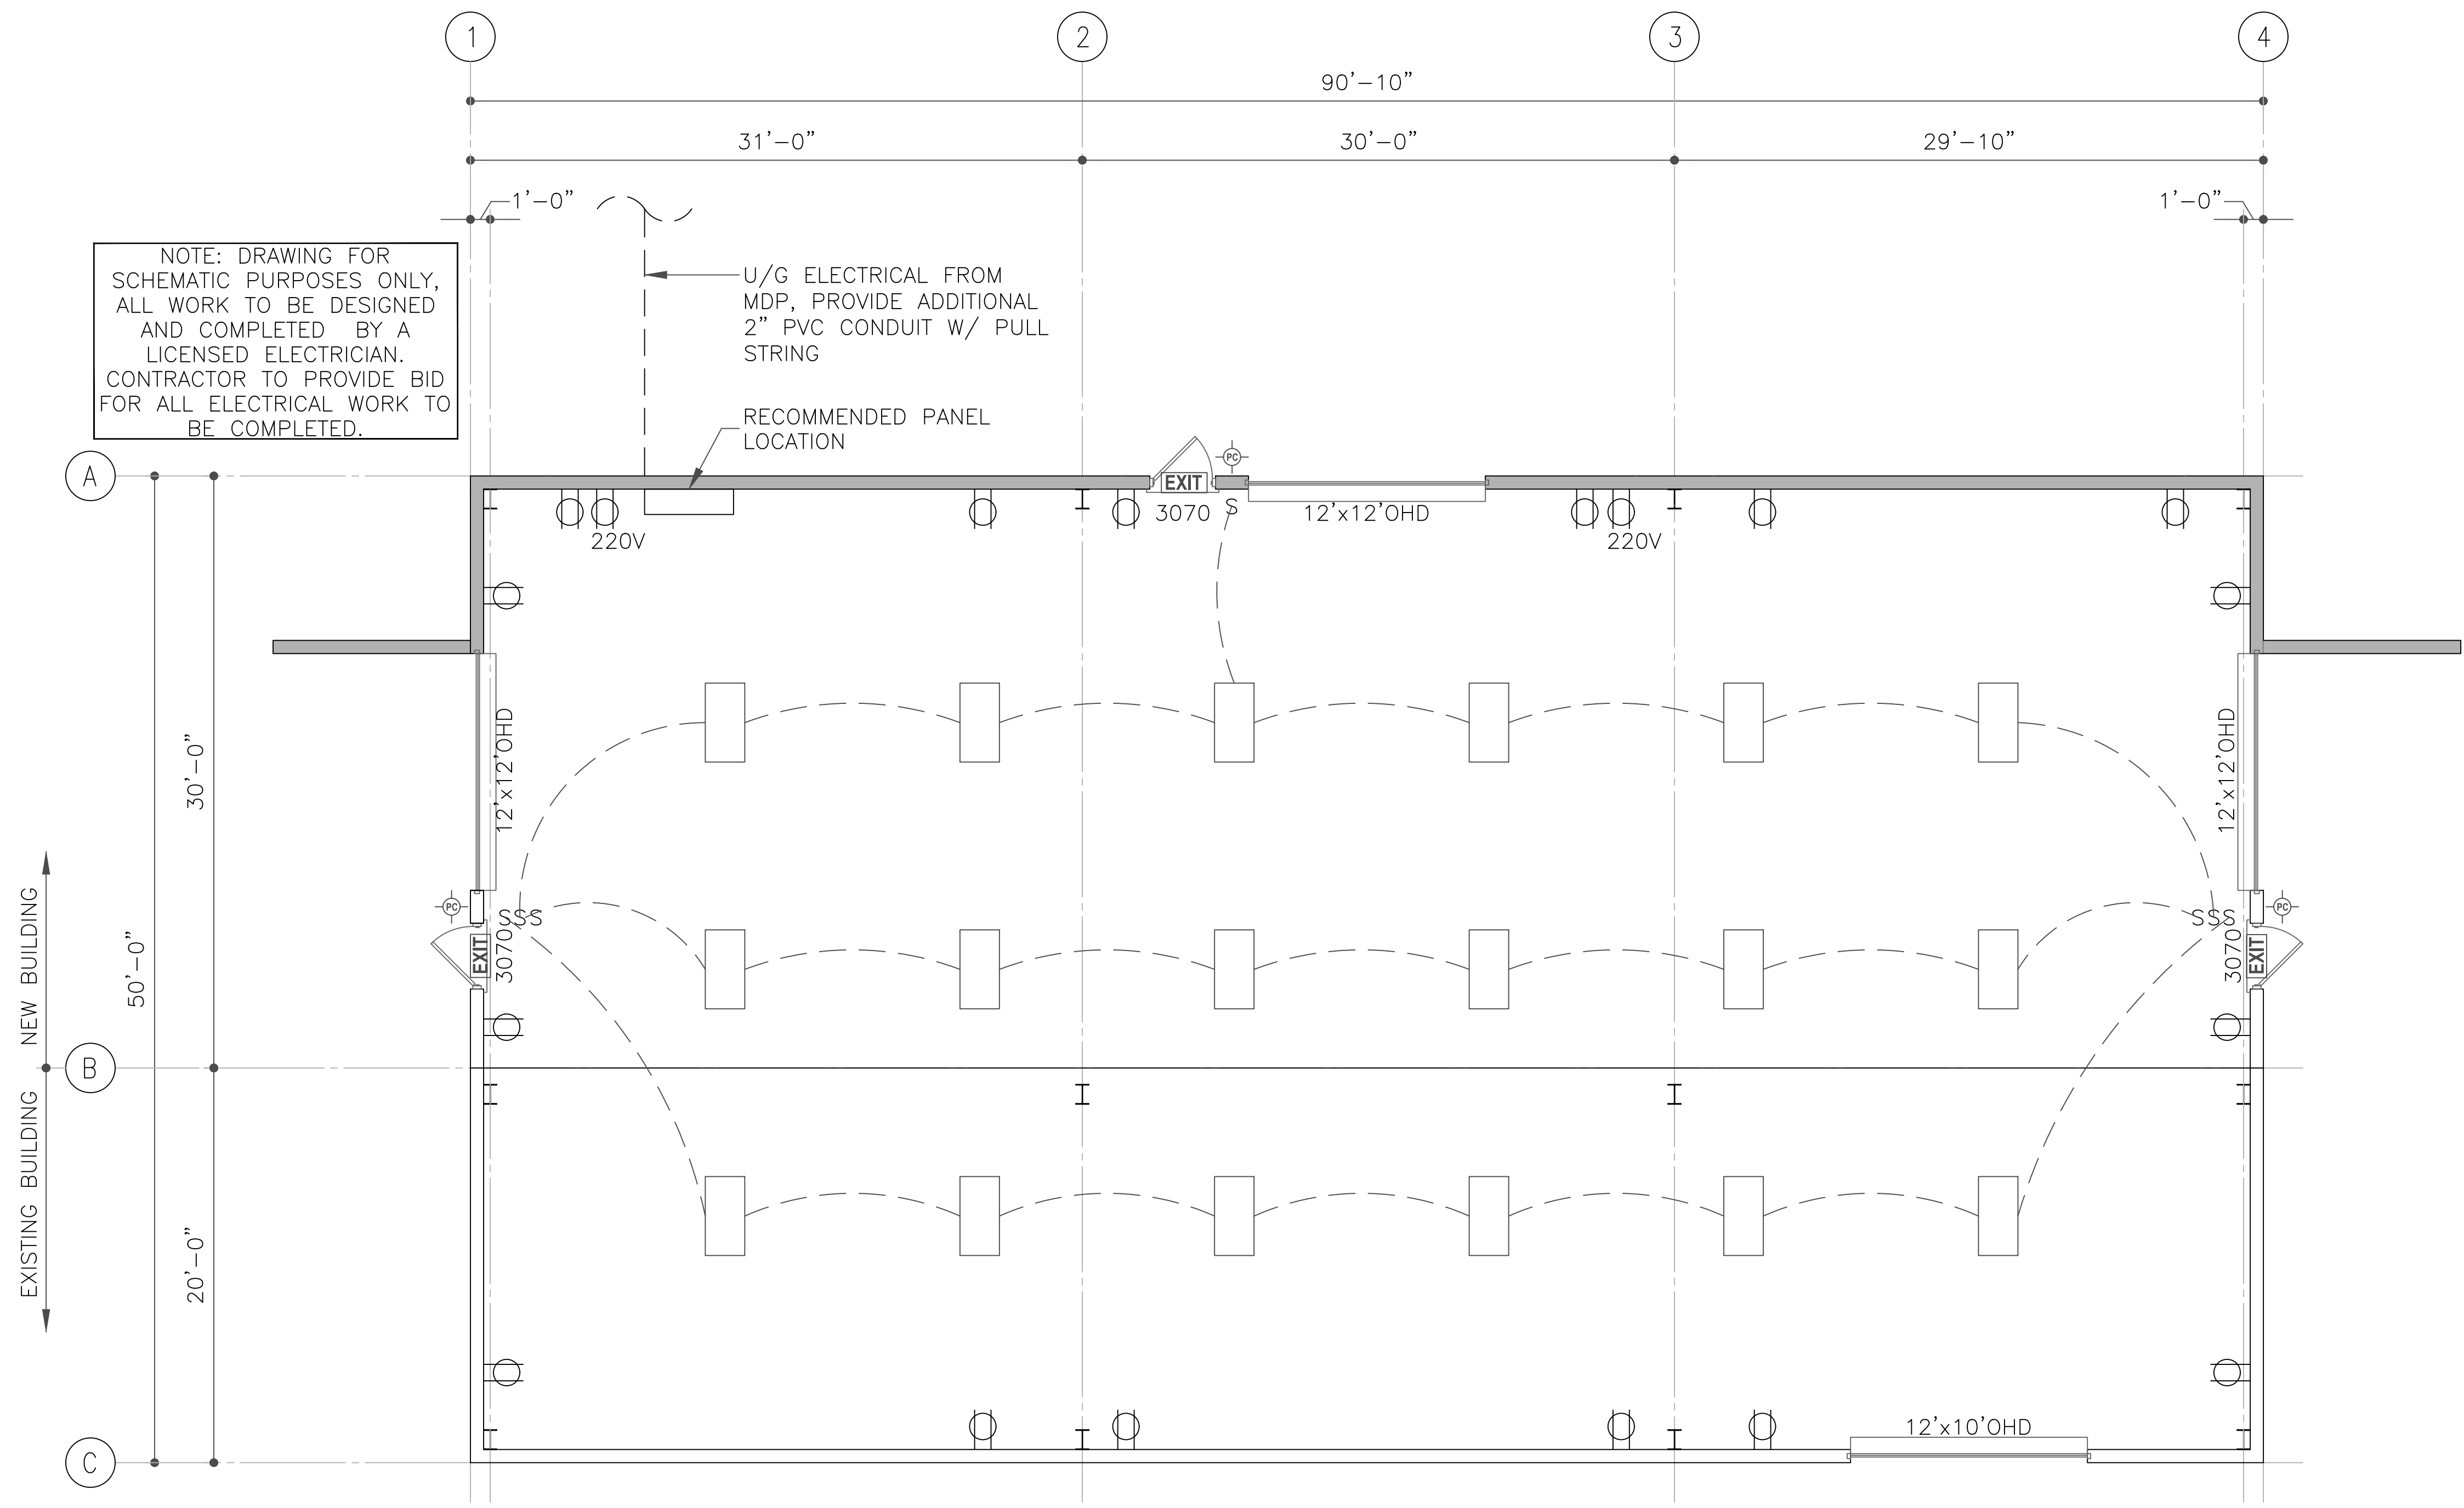 1
2
3
4
90'-10"
31'-0"
30'-0"
29'-10"
1'-0"
1'-0"
NOTE: DRAWING FOR
SCHEMATIC PURPOSES ONLY,
ALL WORK TO BE DESIGNED
AND COMPLETED BY A
LICENSED ELECTRICIAN.
CONTRACTOR TO PROVIDE BID
FOR ALL ELECTRICAL WORK TO
BE COMPLETED.
U/G ELECTRICAL FROM
MDP, PROVIDE ADDITIONAL
2" PVC CONDUIT W/ PULL
STRING
RECOMMENDED PANEL
LOCATION
A
PC
EXIT
3070
S
12'x12'OHD
220V
220V
12'x12'OHD
12'x12'OHD
30'-0"
50'-0"
NEW BUILDING
PC
SSS
EXIT
3070
SSS
PC
3070
EXIT
B
EXISTING BUILDING
20'-0"
12'x10'OHD
C